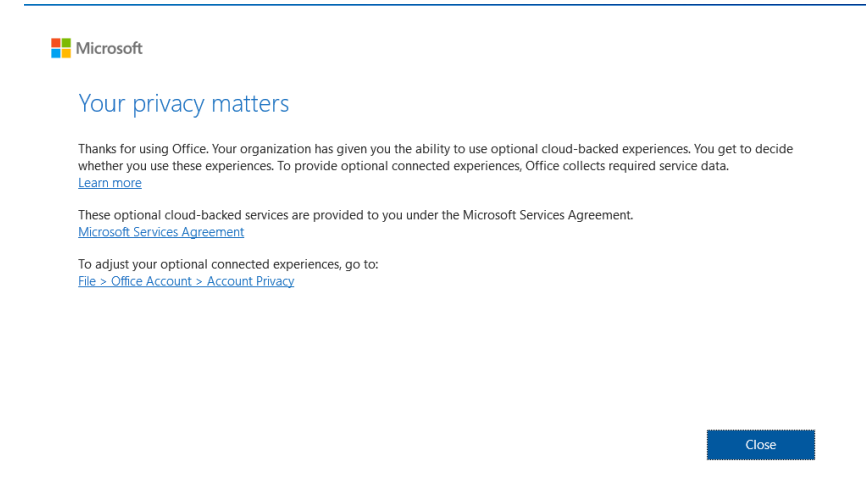 Microsoft
Your privacy matters
Thanks for using Office. Your organization has given you the ability to use optional cloud-backed experiences. You get to decide
whether you use these experiences. To provide optional connected experiences, Office collects required service data.
Learn more
These optional cloud-backed services are provided to you under the Microsoft Services Agreement.
Microsoft Services Agreement
To adjust your optional connected experiences, go to:
File > Office Account > Account Privacy
Close